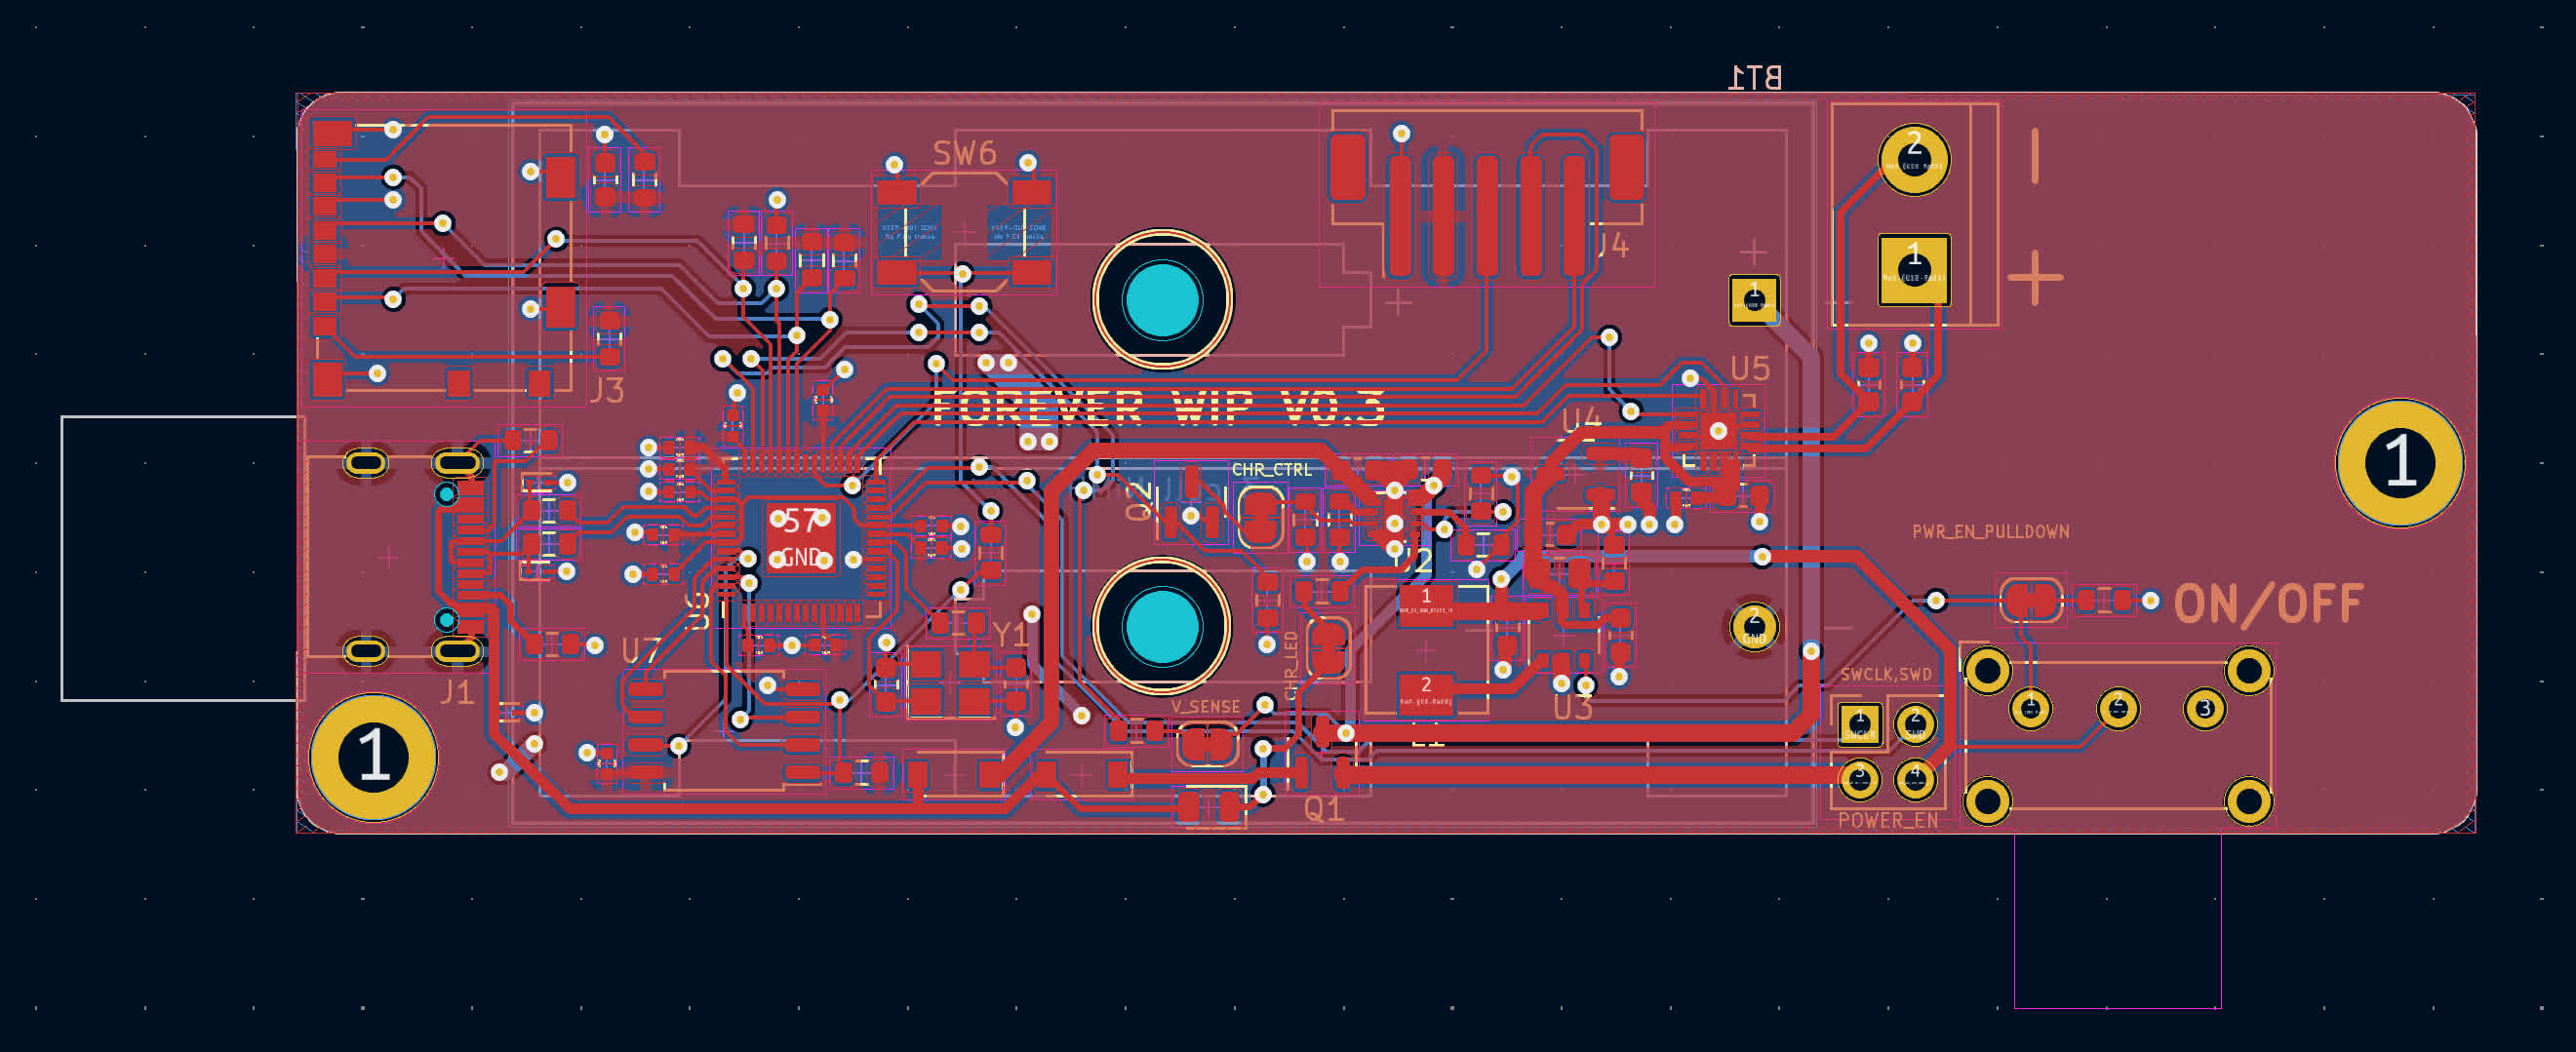 BT1
SW6
2
J4
1
1
J3
U5
FOREVER WIP V0.3
U4
CHR_CTRL
1
57
GND
Q2
PWR_EN_PULLDOWN
ON/OFF
1
2
GND
U7
Y1
CHR_LED
2
SWCLK,SWD
J1
V_SENSE
U3
1
2
1
2
3
1
SWCLK
SWD
3
4
Q1
POWER_EN